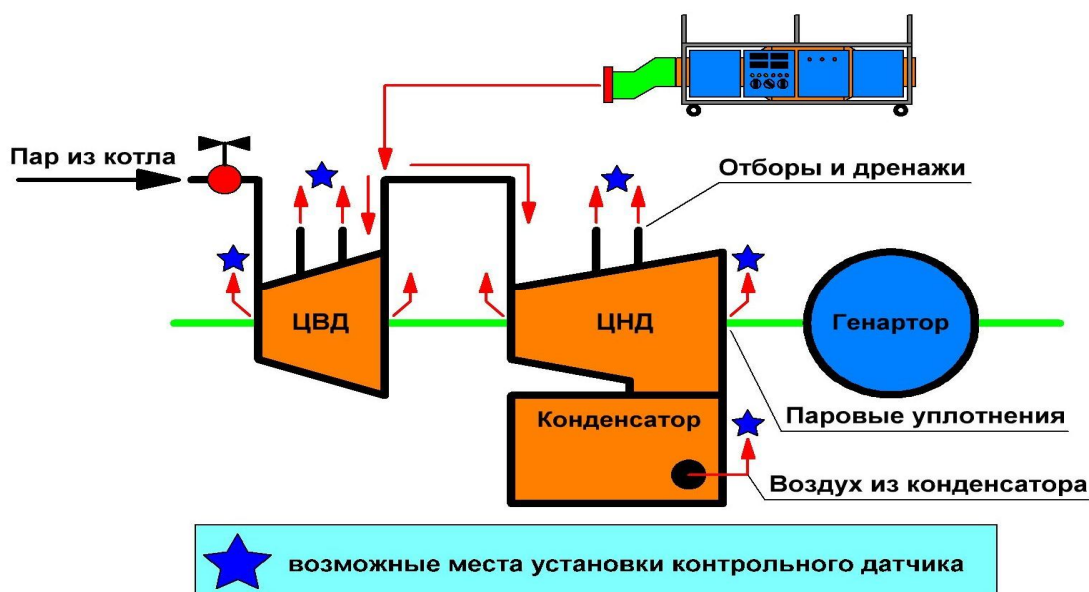 Пар из котла
Отборы и дренажи
ЦВД
ЦНД
Генартор
Конденсатор
Паровые уплотнения
Воздух из конденсатора
возможные места установки контрольного датчика